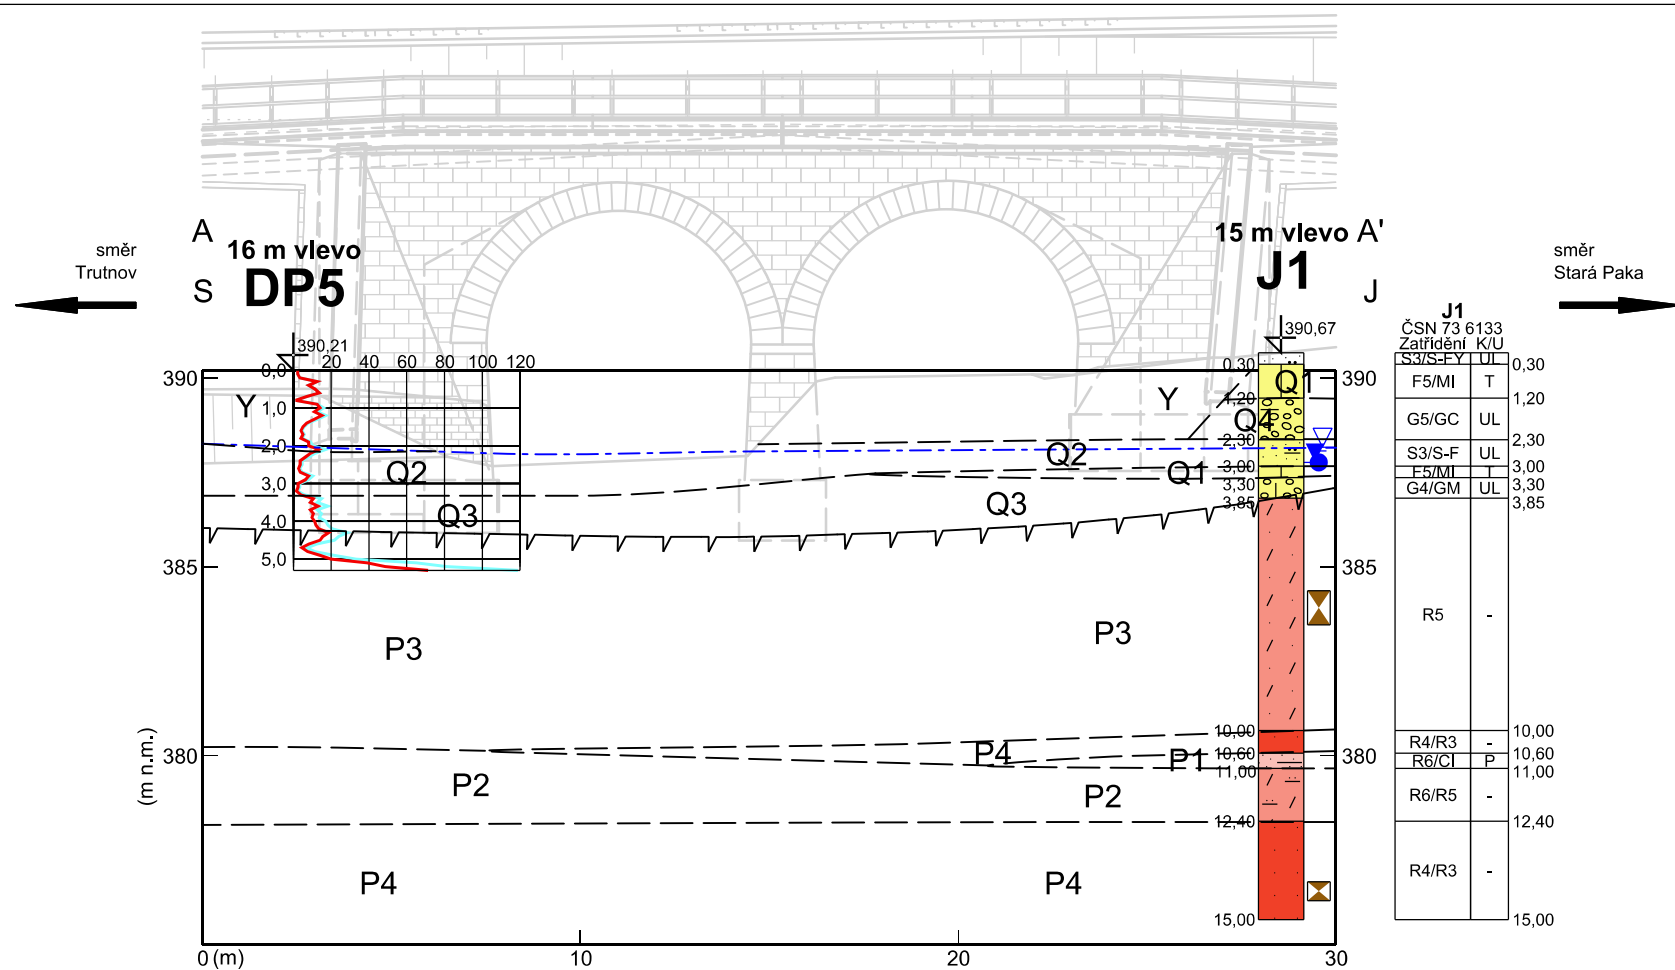 A
A'
16 m vlevo
15 m vlevo
směr
Trutnov
S
DP5
J1
J
směr
Stará Paka
390,21
390,67
J1
ČSN 73 6133
Zatřídění K/U
20 40 60 80 100 120
0,0
1,0
2,0
3,0
4,0
5,0
390
385
380
(m n.m.)
Y
Q2
Q3
Y
Q4
Q1
Q2
Q1
Q3
P3
P3
P4
P1
P2
P2
P4
P4
0,30
1,20
2,30
3,00
3,30
3,85
10,00
10,60
11,00
12,40
15,00
390
385
380
S3/S-FY UL 0,30
F5/MI T 1,20
G5/GC UL 2,30
S3/S-F UL 3,00
F5/MI T 3,30
G4/GM UL 3,85
R5 - 10,00
R4/R3 - 10,60
R6/CI P 11,00
R6/R5 - 12,40
R4/R3 - 15,00
0 (m) 10 20 30